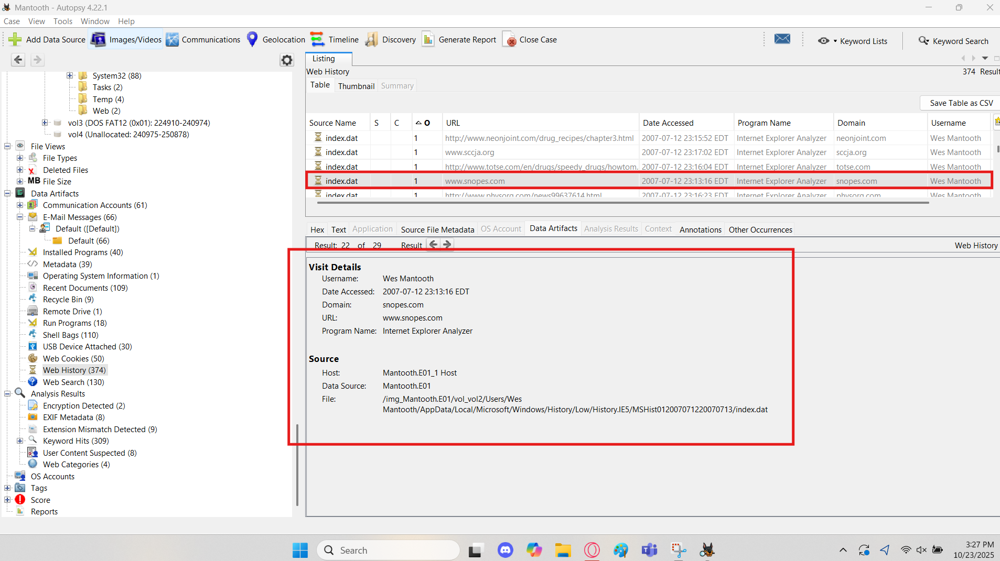 Mantooth - Autopsy 4.22.1
Case View Tools Window Help
Add Data Source Images/Videos Communications Geolocation Timeline Discovery Generate Report Close Case Keyword Lists Keyword Search
System32 (88)
Tasks (2)
Temp (4)
Web (2)
vol3 (DOS FAT12 (0x01): 224910-240974)
vol4 (Unallocated: 240975-250878)
File Views
File Types
Deleted Files
MB File Size
Data Artifacts
Communication Accounts (61)
E-Mail Messages (66)
Default ([Default])
Default (66)
Installed Programs (40)
Metadata (39)
Operating System Information (1)
Recent Documents (109)
Recycle Bin (9)
Remote Drive (1)
Run Programs (18)
Shell Bags (110)
USB Device Attached (30)
Web Cookies (50)
Web History (374)
Web Search (130)
Analysis Results
Encryption Detected (2)
EXIF Metadata (8)
Extension Mismatch Detected (9)
Keyword Hits (309)
User Content Suspected (8)
Web Categories (4)
OS Accounts
Tags
Score
Reports
Listing
Web History 374 Result
Table Thumbnail Summary
Save Table as CSV
Source Name S C O URL Date Accessed Program Name Domain Username
index.dat 1 http://www.neonjoint.com/drug_recipes/chapter3.html 2007-07-12 23:15:52 EDT Internet Explorer Analyzer neonjoint.com Wes Mantooth
index.dat 1 www.sccja.org 2007-07-12 23:17:02 EDT Internet Explorer Analyzer sccja.org Wes Mantooth
index.dat 1 http://www.totse.com/en/drugs/speedy_drugs/howtom... 2007-07-12 23:16:04 EDT Internet Explorer Analyzer totse.com Wes Mantooth
index.dat 1 www.snopes.com 2007-07-12 23:13:16 EDT Internet Explorer Analyzer snopes.com Wes Mantooth
index.dat 1 http://www.physorg.com/news99637614.html 2007-07-12 23:16:23 EDT Internet Explorer Analyzer physorg.com Wes Mantooth
Hex Text Application Source File Metadata OS Account Data Artifacts Analysis Results Context Annotations Other Occurrences
Result: 22 of 29 Result Web History
Visit Details
Username: Wes Mantooth
Date Accessed: 2007-07-12 23:13:16 EDT
Domain: snopes.com
URL: www.snopes.com
Program Name: Internet Explorer Analyzer
Source
Host: Mantooth.E01_1 Host
Data Source: Mantooth.E01
File: /img_Mantooth.E01/vol_vol2/Users/Wes
Mantooth/AppData/Local/Microsoft/Windows/History/Low/History.IE5/MSHist012007071220070713/index.dat
Search
3:27 PM
10/23/2025